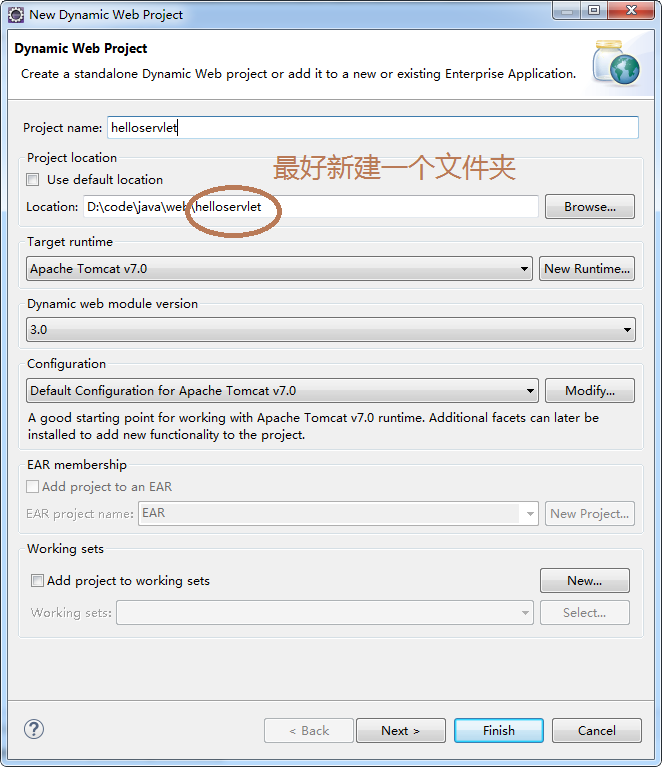 New Dynamic Web Project
Dynamic Web Project
Create a standalone Dynamic Web project or add it to a new or existing Enterprise Application.
Project name: helloservlet
Project location
最好新建一个文件夹
Use default location
Location: D:\code\java\web\helloservlet Browse...
Target runtime
Apache Tomcat v7.0 New Runtime...
Dynamic web module version
3.0
Configuration
Default Configuration for Apache Tomcat v7.0 Modify...
A good starting point for working with Apache Tomcat v7.0 runtime. Additional facets can later be
installed to add new functionality to the project.
EAR membership
Add project to an EAR
EAR project name: EAR New Project...
Working sets
Add project to working sets New...
Working sets: Select...
? < Back Next > Finish Cancel